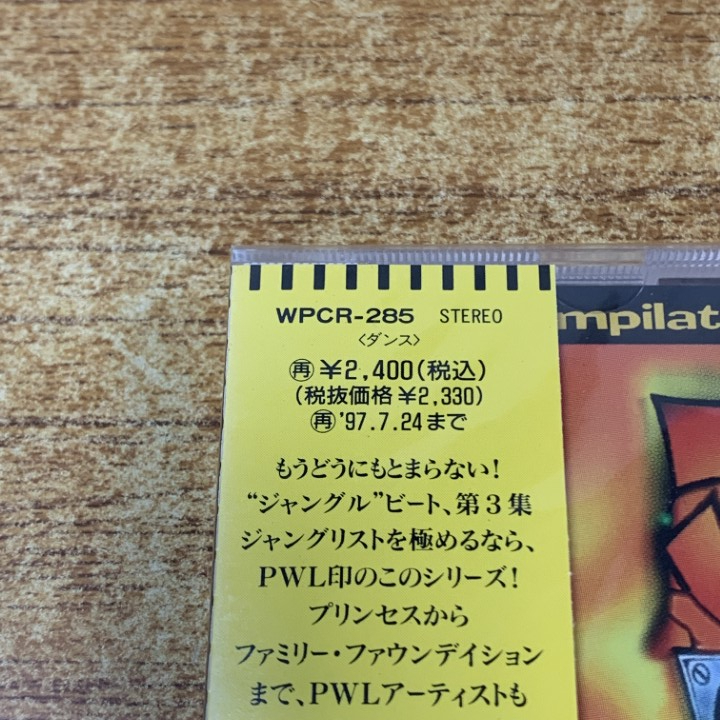 WPCR-285 STEREO
〈ダンス〉
㊞¥2,400(税込)
(税抜価格 ¥2,330)
再 '97.7.24まで
もうどうにもとまらない!
“ジャングル”ビート、第3集
ジャングリストを極めるなら、
PWL印のこのシリーズ!
プリンセスから
ファミリー・ファウンデイション
まで、PWLアーティストも
mpilat